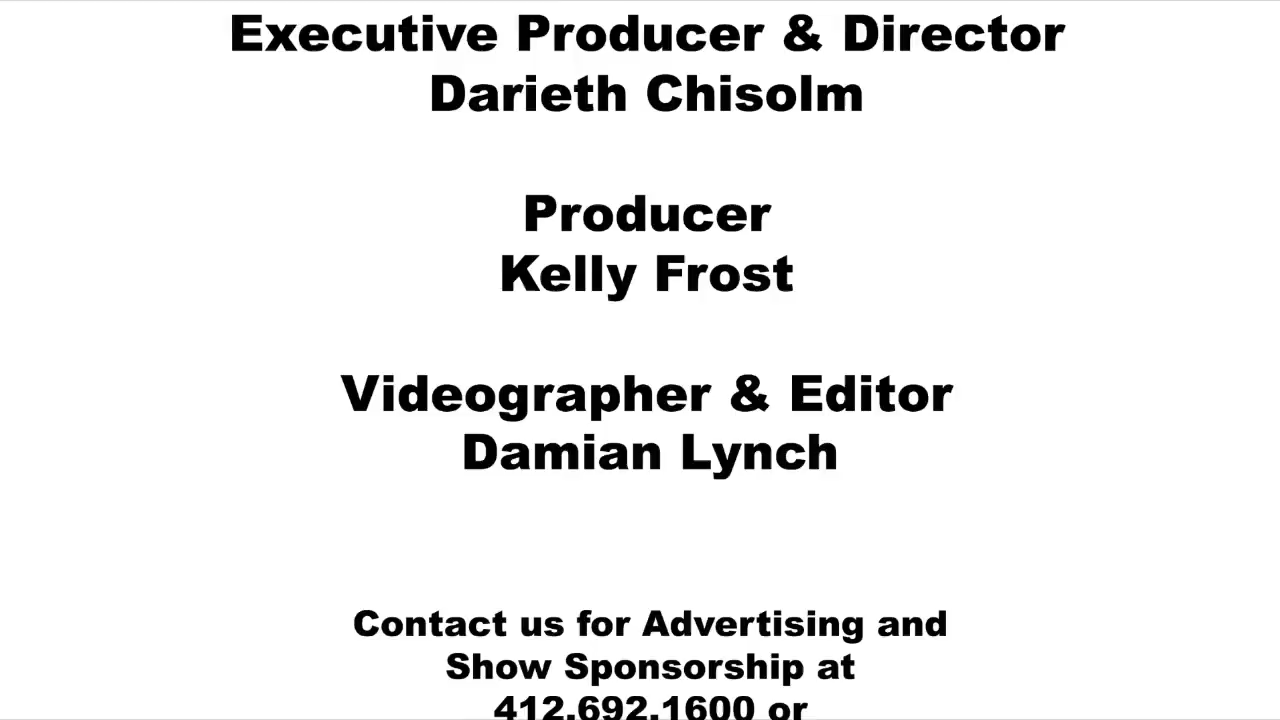 Executive Producer & Director
Darieth Chisolm
Producer
Kelly Frost
Videographer & Editor
Damian Lynch
Contact us for Advertising and
Show Sponsorship at
412.692.1600 or